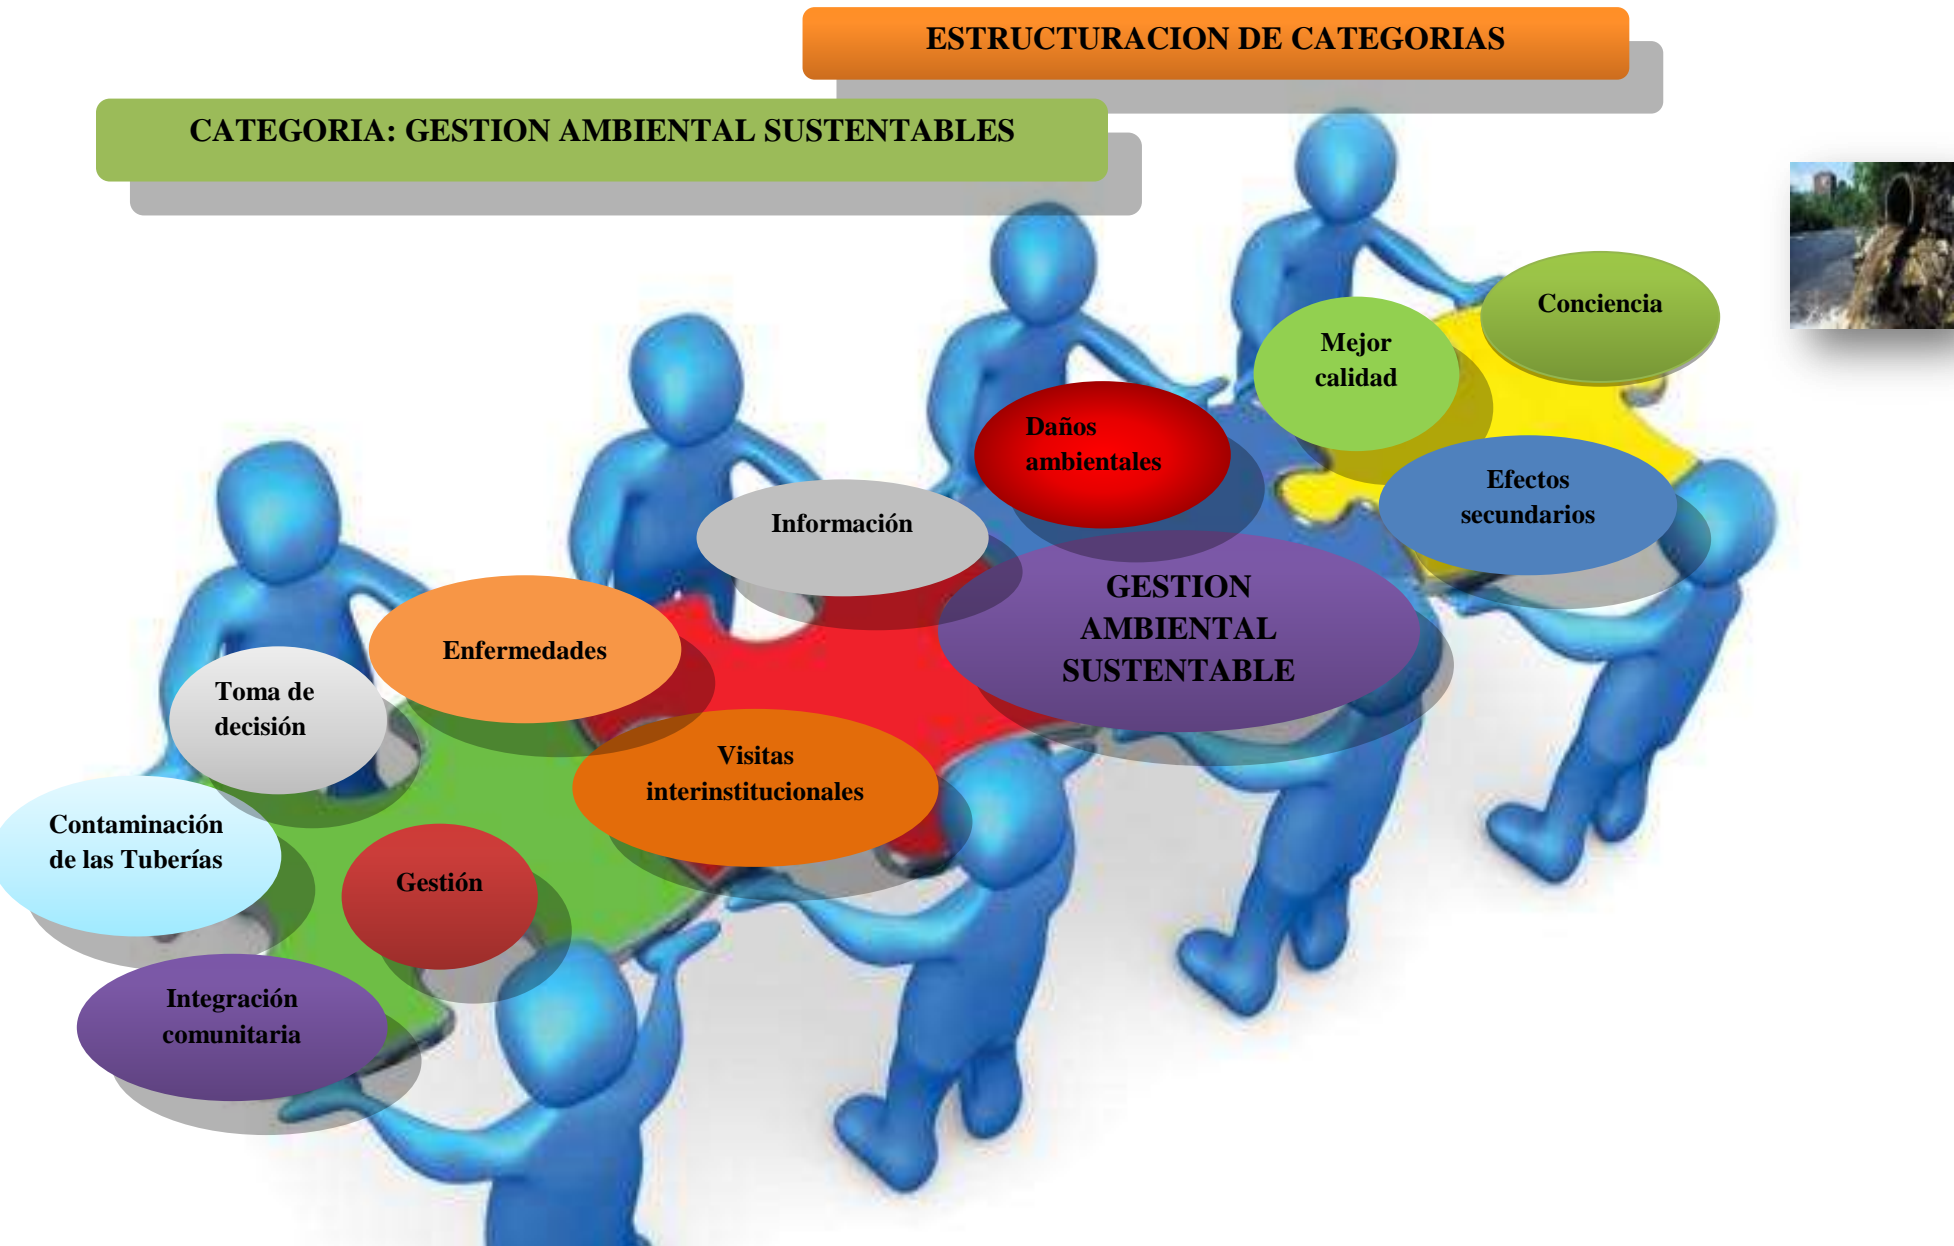 ESTRUCTURACION DE CATEGORIAS
CATEGORIA: GESTION AMBIENTAL SUSTENTABLES
Conciencia
Mejor
calidad
Daños
ambientales
Efectos
secundarios
Información
GESTION
AMBIENTAL
SUSTENTABLE
Enfermedades
Toma de
decisión
Visitas
interinstitucionales
Contaminación
de las Tuberías
Gestión
Integración
comunitaria